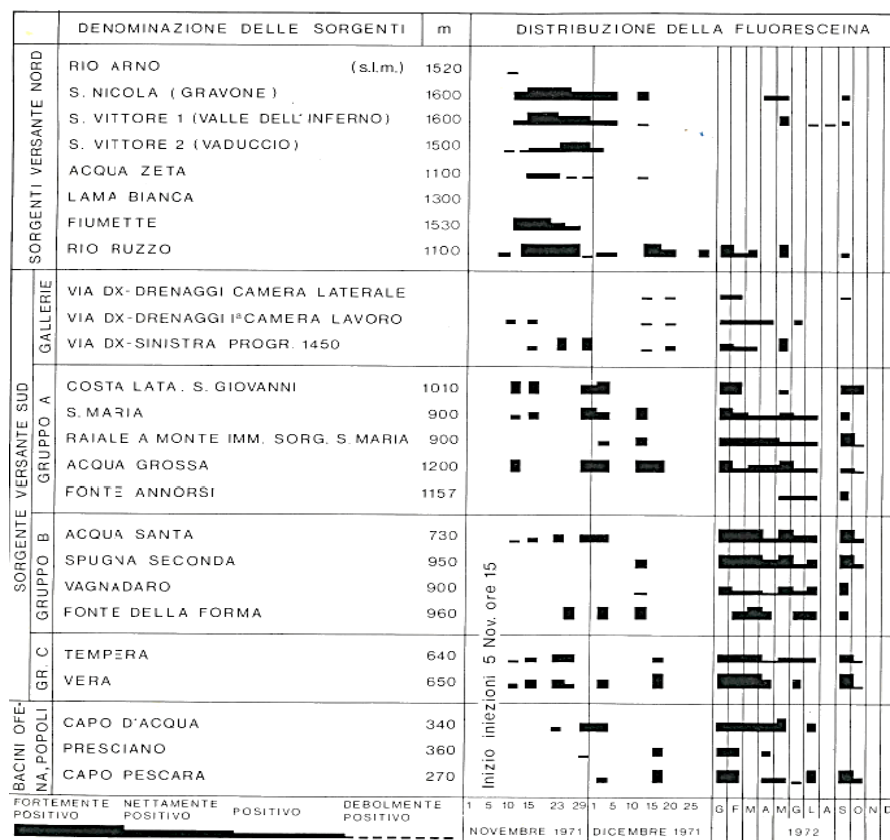 DENOMINAZIONE DELLE SORGENTI m DISTRIBUZIONE DELLA FLUORESCEINA
SORGENTI VERSANTE NORD
RIO ARNO (s.l.m.) 1520
S. NICOLA (GRAVONE) 1600
S. VITTORE 1 (VALLE DELL'INFERNO) 1600
S. VITTORE 2 (VADUCCIO) 1500
ACQUA ZETA 1100
LAMA BIANCA 1300
FIUMETTE 1530
RIO RUZZO 1100
SORGENTE VERSANTE SUD
GALLERIE
VIA DX-DRENAGGI CAMERA LATERALE
VIA DX-DRENAGGI Iª CAMERA LAVORO
VIA DX-SINISTRA PROGR. 1450
GRUPPO A
COSTA LATA. S. GIOVANNI 1010
S. MARIA 900
RAIALE A MONTE IMM. SORG. S. MARIA 900
ACQUA GROSSA 1200
FONTE ANNORSI 1157
GRUPPO B
ACQUA SANTA 730
SPUGNA SECONDA 950
VAGNADARO 900
FONTE DELLA FORMA 960
GR. C
TEMPERA 640
VERA 650
BACINI OFE-
NA, POPOLI
CAPO D'ACQUA 340
PRESCIANO 360
CAPO PESCARA 270
Inizio iniezioni 5 Nov. ore 15
FORTEMENTE POSITIVO NETTAMENTE POSITIVO POSITIVO DEBOLMENTE POSITIVO
1 5 10 15 23 29 1 5 10 15 20 25 G F M A M G L A S O N D
NOVEMBRE 1971 DICEMBRE 1971 1972